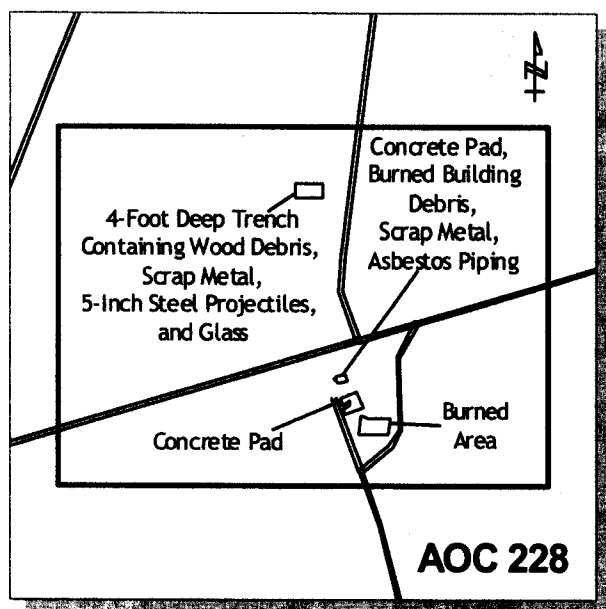 N
Concrete Pad,
Burned Building
Debris,
Scrap Metal,
Asbestos Piping
4-Foot Deep Trench
Containing Wood Debris,
Scrap Metal,
5-Inch Steel Projectiles,
and Glass
Concrete Pad
Burned
Area
AOC 228